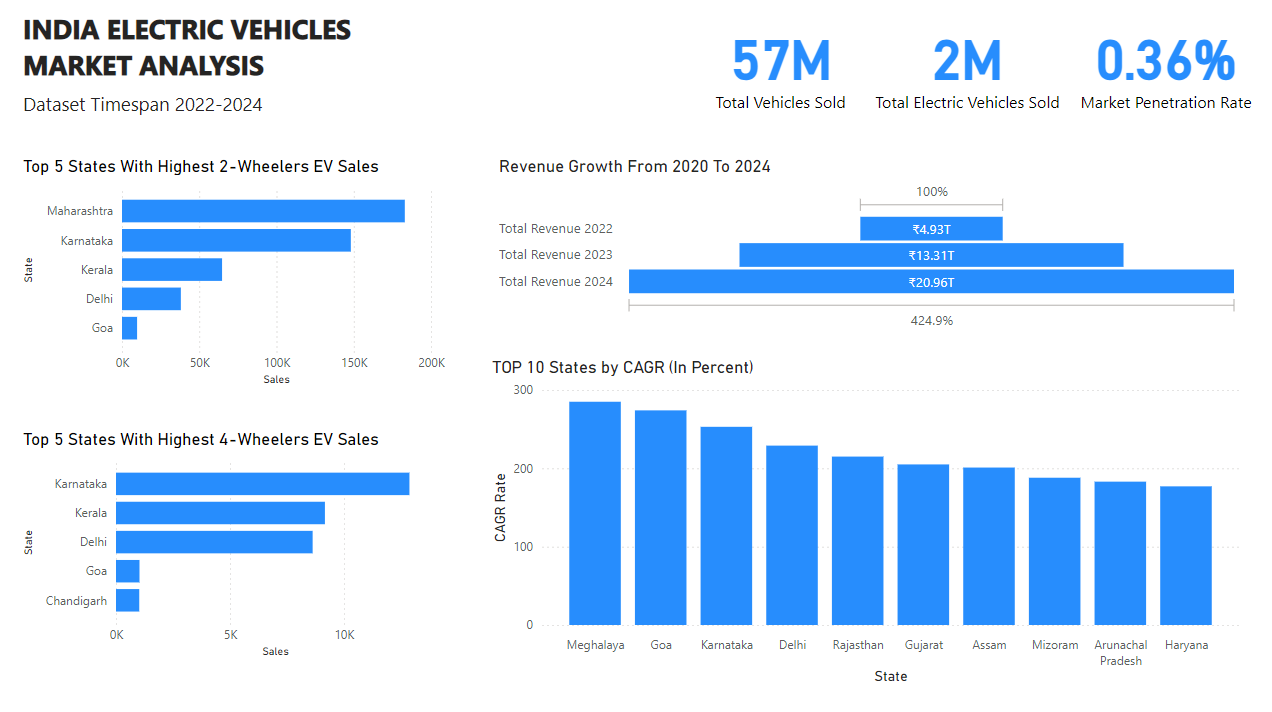 INDIA ELECTRIC VEHICLES
MARKET ANALYSIS
Dataset Timespan 2022-2024
57M
Total Vehicles Sold
2M
Total Electric Vehicles Sold
0.36%
Market Penetration Rate
Top 5 States With Highest 2-Wheelers EV Sales
State
Maharashtra
Karnataka
Kerala
Delhi
Goa
0K 50K 100K 150K 200K
Sales
Revenue Growth From 2020 To 2024
100%
Total Revenue 2022 ₹4.93T
Total Revenue 2023 ₹13.31T
Total Revenue 2024 ₹20.96T
424.9%
Top 5 States With Highest 4-Wheelers EV Sales
State
Karnataka
Kerala
Delhi
Goa
Chandigarh
0K 5K 10K
Sales
TOP 10 States by CAGR (In Percent)
CAGR Rate
300
200
100
0
Meghalaya Goa Karnataka Delhi Rajasthan Gujarat Assam Mizoram Arunachal Pradesh Haryana
State